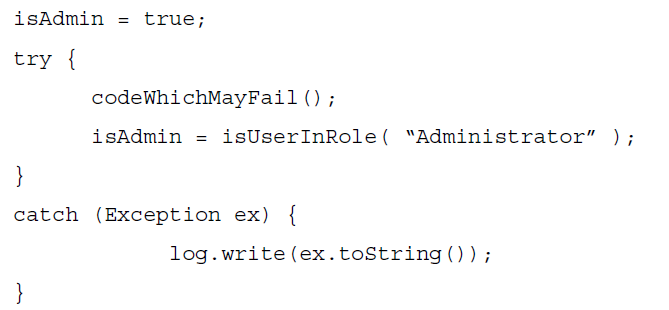 isAdmin = true;
try {
codeWhichMayFail();
isAdmin = isUserInRole( “Administrator” );
}
catch (Exception ex) {
log.write(ex.toString());
}